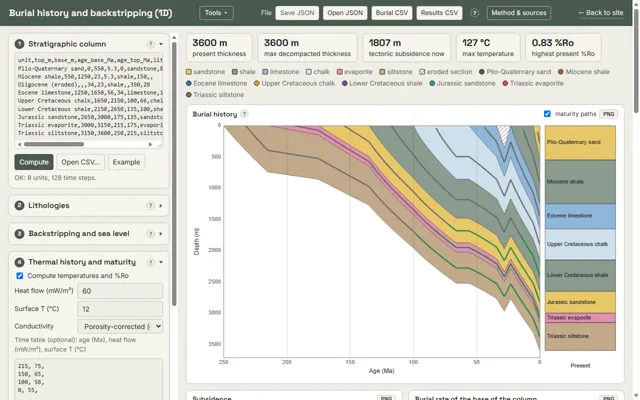 Burial history and backstripping (1D)
Tools
File
Save JSON
Open JSON
Burial CSV
Results CSV
Method & sources
← Back to site
1 Stratigraphic column ?
unit,top_m,base_m,age_base_Ma,age_top_Ma,lit
Plio-Quaternary sand,0,550,5.3,0,sandstone,8
Miocene shale,550,1250,23,5.3,shale,150,,
Oligocene (eroded),,,34,23,shale,350,28
Eocene limestone,1250,1650,56,34,limestone,1
Upper Cretaceous chalk,1650,2150,100,66,chal
Lower Cretaceous shale,2150,2650,135,100,sha
Jurassic sandstone,2650,3000,175,135,sandsto
Triassic evaporite,3000,3150,215,175,evapori
Triassic siltstone,3150,3600,250,215,siltsto
Compute
Open CSV...
Example
OK: 8 units, 128 time steps.
2 Lithologies ?
3 Backstripping and sea level ?
4 Thermal history and maturity ?
Compute temperatures and %Ro
Heat flow (mW/m²) 60
Surface T (°C) 12
Conductivity Porosity-corrected (
Time table (optional): age (Ma), heat flow
(mW/m²), surface T (°C)
215, 75,
150, 65,
100, 58,
0, 55,
3600 m
present thickness
3600 m
max decompacted thickness
1807 m
tectonic subsidence now
127 °C
max temperature
0.83 %Ro
highest present %Ro
sandstone shale limestone chalk evaporite siltstone eroded section Plio-Quaternary sand Miocene shale
Eocene limestone Upper Cretaceous chalk Lower Cretaceous shale Jurassic sandstone Triassic evaporite
Triassic siltstone
Burial history ?
maturity paths
PNG
0
500
1000
1500
2000
2500
3000
3500
Depth (m)
250
200
150
100
50
0
Age (Ma)
Plio-Quaternary sand
Miocene shale
Eocene limestone
Upper Cretaceous chalk
Lower Cretaceous shale
Jurassic sandstone
Triassic evaporite
Triassic siltstone
Present
Subsidence
PNG
Burial rate of the base of the column
PNG